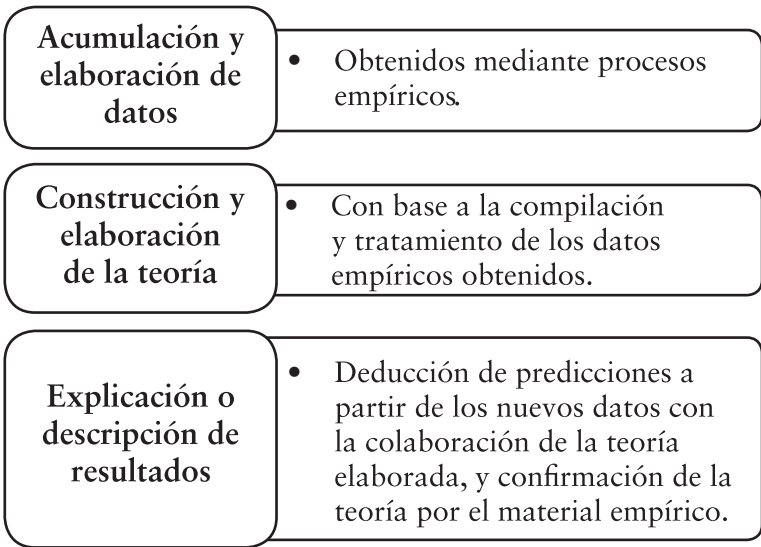 Acumulación y
elaboración de
datos
• Obtenidos mediante procesos
empíricos.
Construcción y
elaboración
de la teoría
• Con base a la compilación
y tratamiento de los datos
empíricos obtenidos.
Explicación o
descripción de
resultados
• Deducción de predicciones a
partir de los nuevos datos con
la colaboración de la teoría
elaborada, y confirmación de la
teoría por el material empírico.